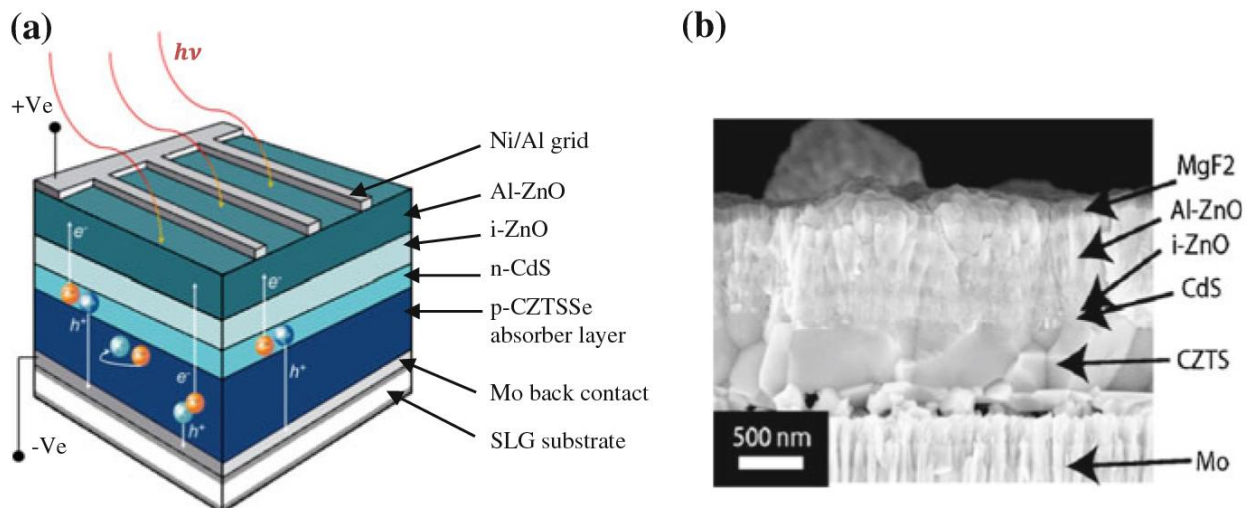 (a)
hν
+Ve
Ni/Al grid
Al-ZnO
i-ZnO
n-CdS
p-CZTSSe
absorber layer
Mo back contact
SLG substrate
-Ve
e-
h+
e-
h+
e-
h+
(b)
MgF2
Al-ZnO
i-ZnO
CdS
CZTS
Mo
500 nm